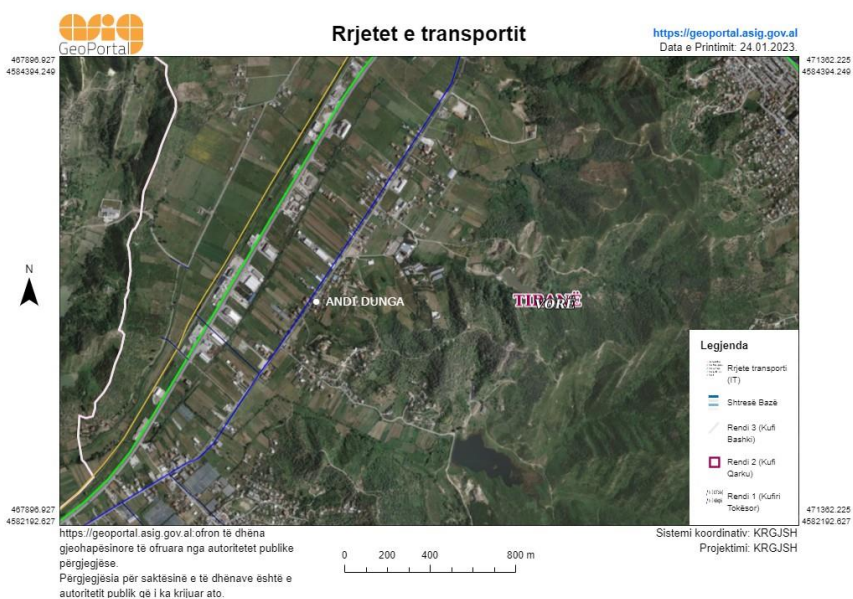 asig
GeoPortal
Rrjetet e transportit
https://geoportal.asig.gov.al
Data e Printimit: 24.01.2023.
467896.927
4584394.249
471362.225
4584394.249
N
ANDI DUNGA
TIRANË
VORË
Legjenda
Rrjete transporti
(IT)
Shtresë Bazë
Rendi 3 (Kufi
Bashki)
Rendi 2 (Kufi
Qarku)
Rendi 1 (Kufiri
Tokësor)
467896.927
4582192.627
471362.225
4582192.627
https://geoportal.asig.gov.al:ofron të dhëna
gjeohapësinore të ofruara nga autoritetet publike
përgjegjëse.
Përgjegjësia për saktësinë e të dhënave është e
autoritetit publik që i ka krijuar ato.
0 200 400 800 m
Sistemi koordinativ: KRGJSH
Projektimi: KRGJSH